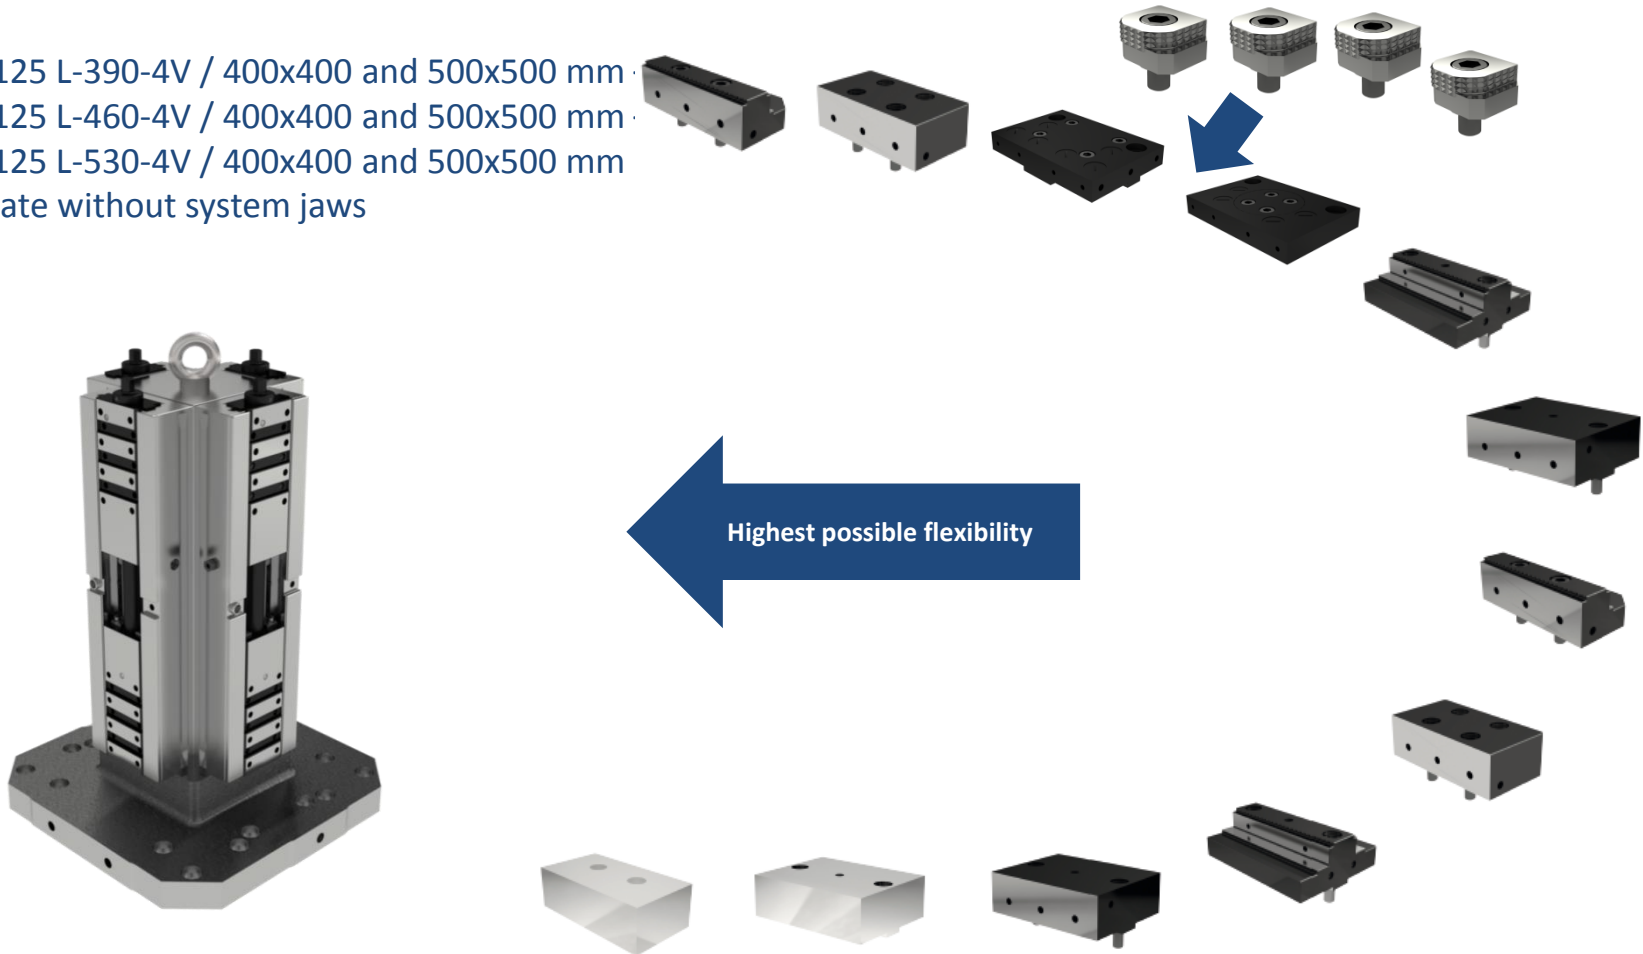 125 L-390-4V / 400x400 and 500x500 mm
125 L-460-4V / 400x400 and 500x500 mm
125 L-530-4V / 400x400 and 500x500 mm
ate without system jaws
Highest possible flexibility